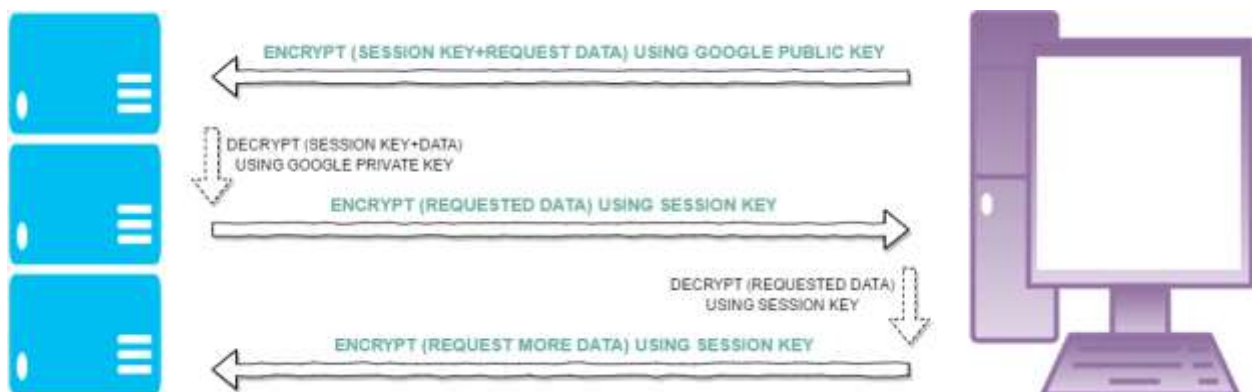 ENCRYPT (SESSION KEY+REQUEST DATA) USING GOOGLE PUBLIC KEY
DECRYPT (SESSION KEY+DATA)
USING GOOGLE PRIVATE KEY
ENCRYPT (REQUESTED DATA) USING SESSION KEY
DECRYPT (REQUESTED DATA)
USING SESSION KEY
ENCRYPT (REQUEST MORE DATA) USING SESSION KEY